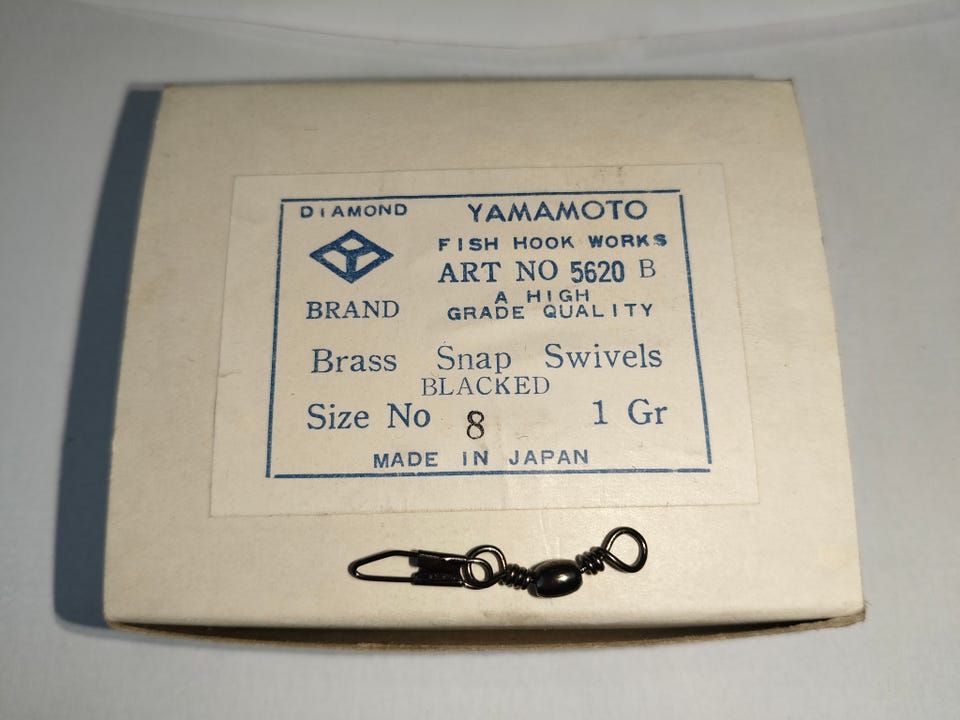 DIAMOND YAMAMOTO
FISH HOOK WORKS
ART NO 5620 B
BRAND
A HIGH
GRADE QUALITY
Brass Snap Swivels
BLACKED
Size No 8 1 Gr
MADE IN JAPAN